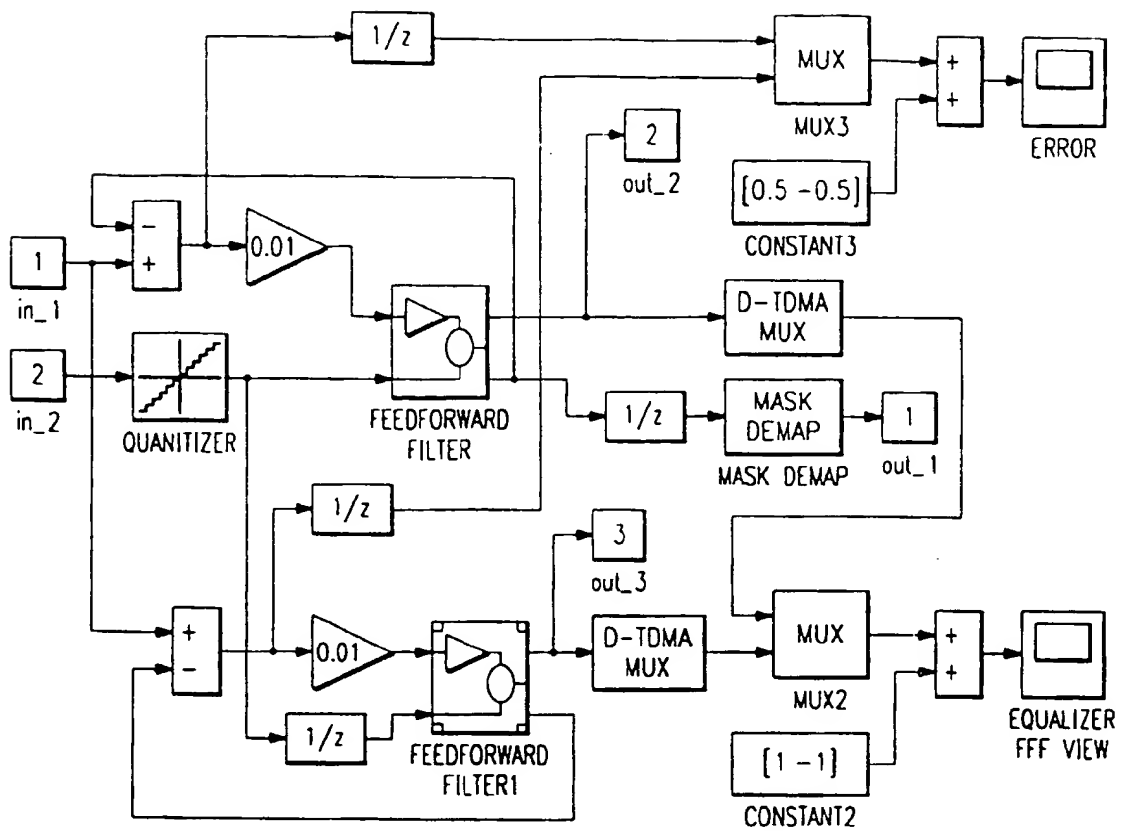 1/z
MUX
MUX3
+
+
ERROR
2
out_2
[0.5 -0.5]
CONSTANT3
-
+
0.01
1
in_1
D-TDMA
MUX
2
in_2
QUANITIZER
FEEDFORWARD
FILTER
1/z
MASK
DEMAP
MASK DEMAP
1
out_1
1/z
3
out_3
+
-
0.01
D-TDMA
MUX
MUX
MUX2
+
+
1/z
FEEDFORWARD
FILTER1
[1 -1]
CONSTANT2
EQUALIZER
FFF VIEW